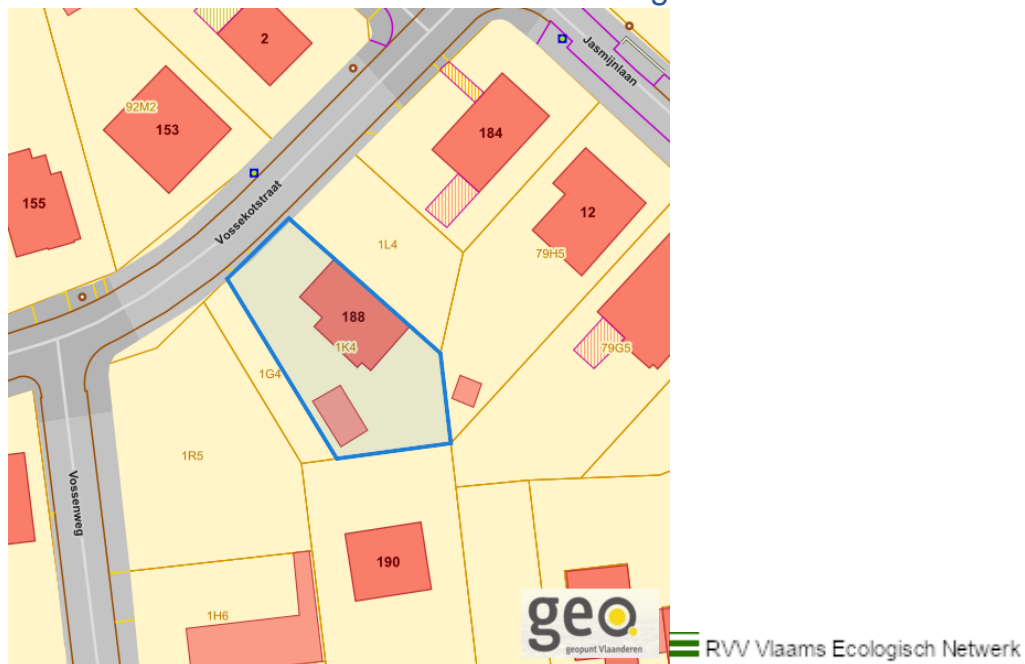 2
Jasmijnlaan
92M2
153
184
155
Vossekotstraat
12
1L4
79H5
188
1K4
79G5
1G4
1R5
Vossenweg
190
1H6
geo.
geopunt Vlaanderen
RVV Vlaams Ecologisch Netwerk